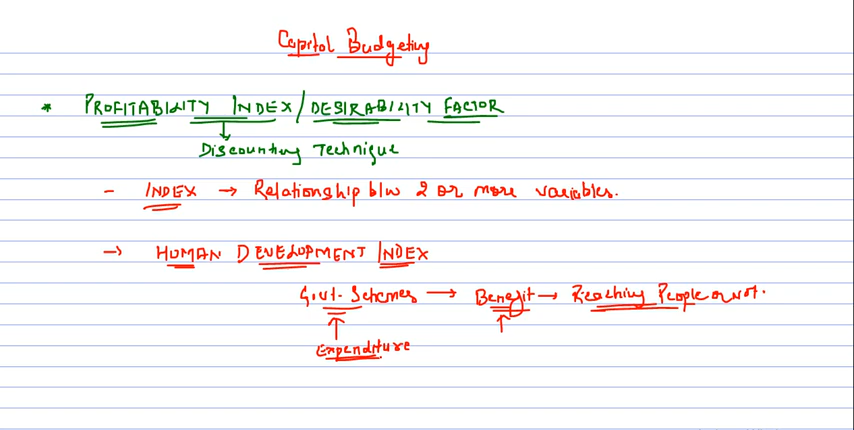 Capital Budgeting
* PROFITABILITY INDEX / DESIRABILITY FACTOR
↓
Discounting Technique
- INDEX → Relationship b/w 2 or more variables.
→ HUMAN DEVELOPMENT INDEX
Govt. Schemes → Benefit → Reaching People or Not.
↑ ↑
Expenditure